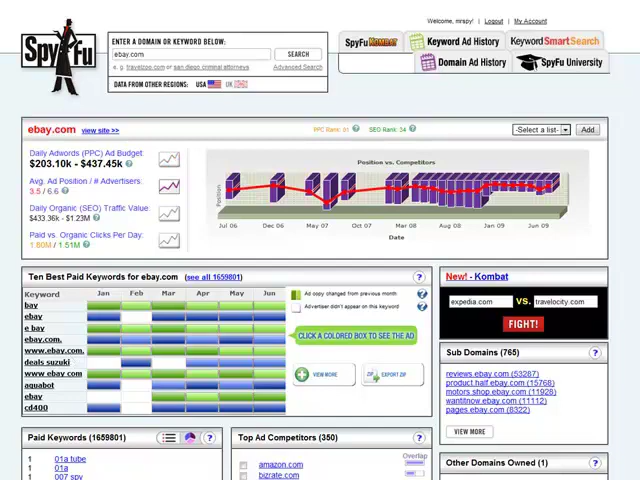 Welcome, mrspy! | Logout | My Account
SpyFu
ENTER A DOMAIN OR KEYWORD BELOW:
ebay.com
SEARCH
e. g. travelzoo.com or san diego criminal attorneys
Advanced Search
DATA FROM OTHER REGIONS: USA UK
SpyFu KOMBAT
Keyword Ad History
Keyword SmartSearch
Domain Ad History
SpyFu University
ebay.com view site >>
PPC Rank: 61 ? SEO Rank: 34 ?
-Select a list-
Add
Daily Adwords (PPC) Ad Budget:
$203.10k - $437.45k ?
Avg. Ad Position / # Advertisers:
3.5 / 6.6 ?
Daily Organic (SEO) Traffic Value:
$433.36k - $1.23M ?
Paid vs. Organic Clicks Per Day:
1.80M / 1.51M ?
Position vs. Competitors
Position
Jul 06 Dec 06 May 07 Oct 07 Mar 08 Aug 08 Jan 09 Jun 09
Date
Ten Best Paid Keywords for ebay.com (see all 1659801) ?
Keyword Jan Feb Mar Apr May Jun
bay
ebay
e bay
ebay.com.
www.ebay.com.
deals suzuki
www ebay com
aquabot
ebay
cd400
Ad copy changed from previous month ?
Advertiser didn't appear on this keyword ?
CLICK A COLORED BOX TO SEE THE AD
VIEW MORE
ZIP EXPORT ZIP
New! - Kombat
expedia.com VS. travelocity.com
FIGHT!
Sub Domains (765) ?
reviews.ebay.com (53287)
product.half.ebay.com (15768)
motors.shop.ebay.com (11928)
wantitnow.ebay.com (11112)
pages.ebay.com (8322)
VIEW MORE
Paid Keywords (1659801) ?
1 01a tube
1 01a
1 007 spy
Top Ad Competitors (350) ?
Overlap
amazon.com
bizrate.com
Other Domains Owned (1) ?